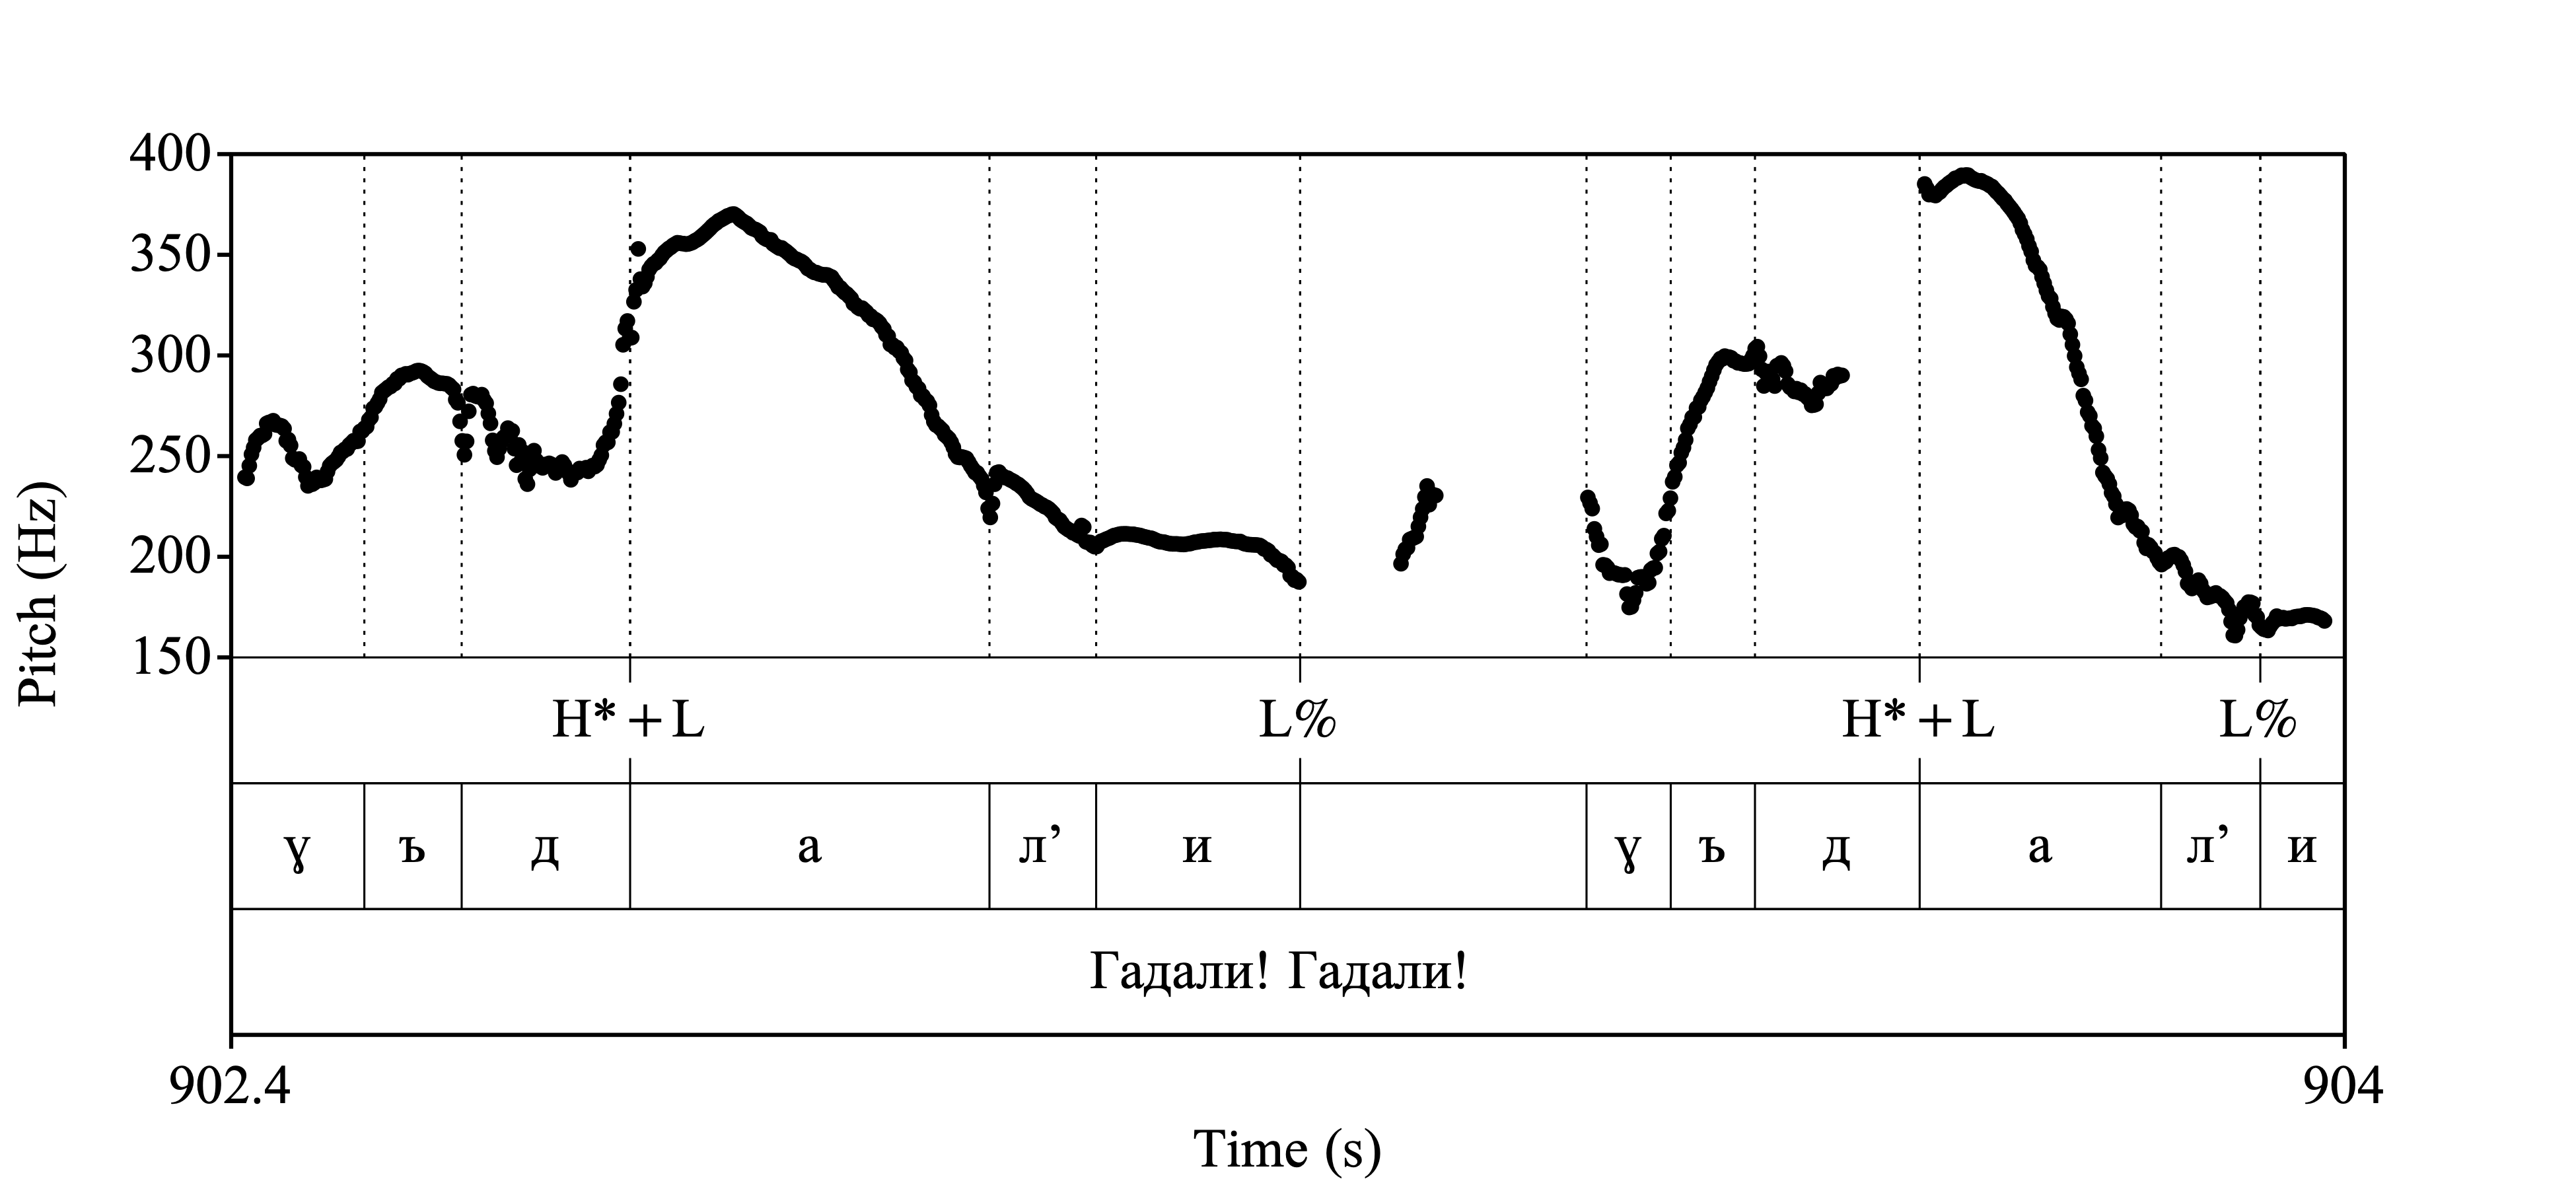 400
350
300
250
200
150
Pitch (Hz)
H* + L L% H* + L L%
ɣ ъ д а л’ и ɣ ъ д а л’ и
Гадали! Гадали!
902.4 904
Time (s)